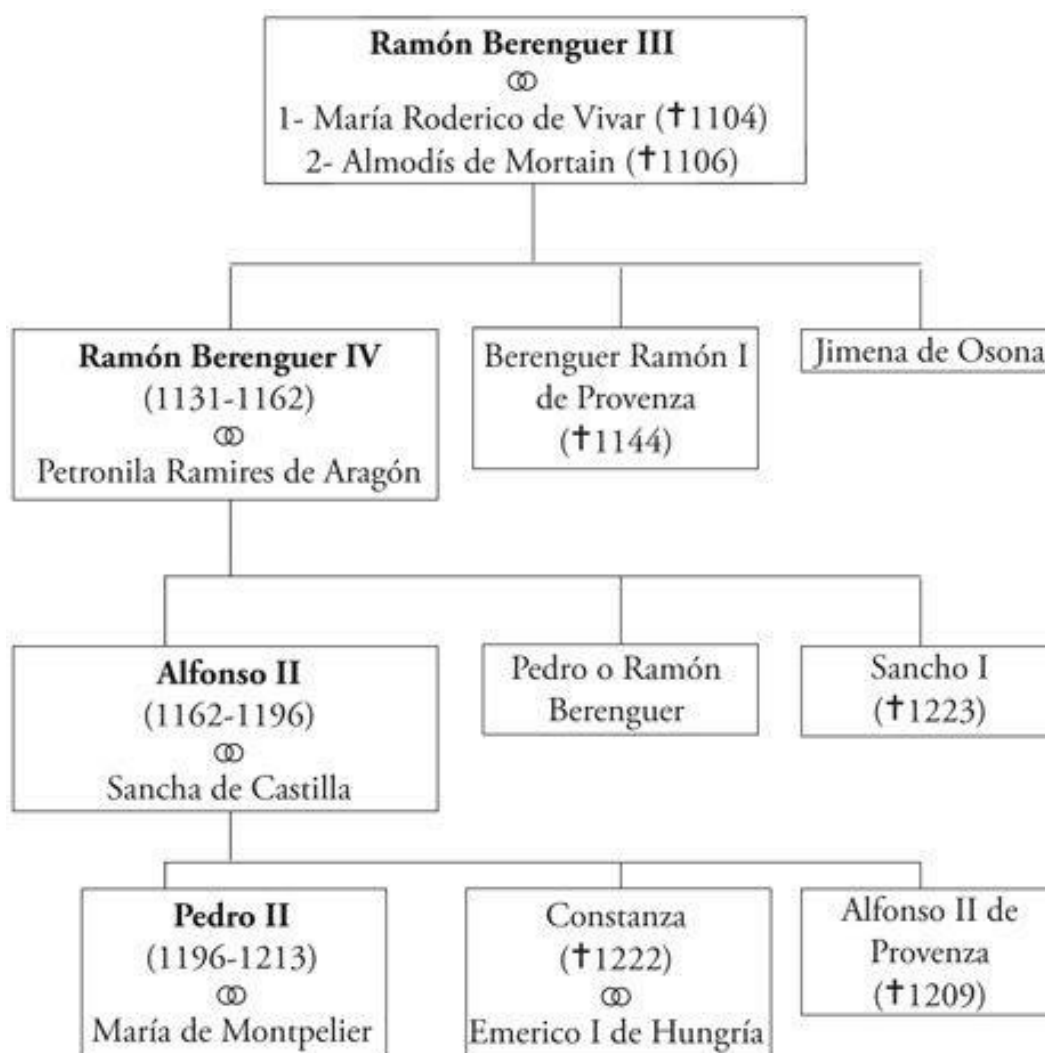 Ramón Berenguer III
1- María Roderico de Vivar (✝1104)
2- Almodís de Mortain (✝1106)
Ramón Berenguer IV
(1131-1162)
Petronila Ramires de Aragón
Berenguer Ramón I
de Provenza
(✝1144)
Jimena de Osona
Alfonso II
(1162-1196)
Sancha de Castilla
Pedro o Ramón
Berenguer
Sancho I
(✝1223)
Pedro II
(1196-1213)
María de Montpelier
Constanza
(✝1222)
Emerico I de Hungría
Alfonso II de
Provenza
(✝1209)